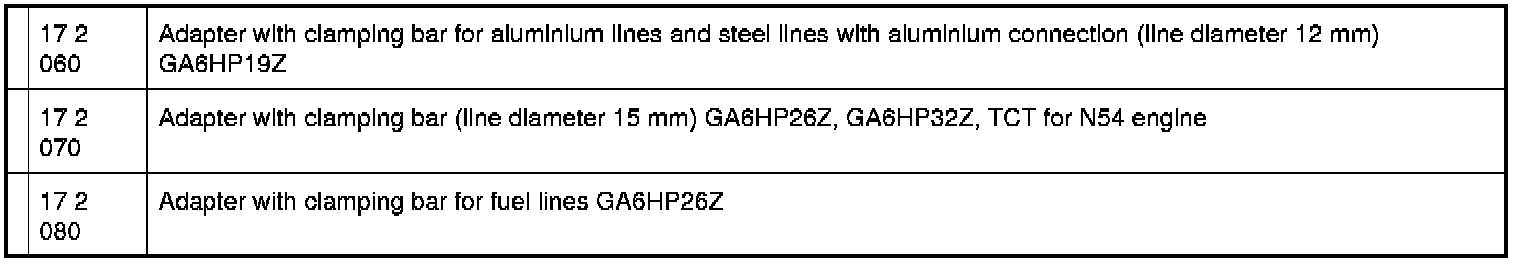 17 2 Adapter with clamping bar for aluminium lines and steel lines with aluminium connection (line diameter 12 mm)
060 GA6HP19Z
17 2 Adapter with clamping bar (line diameter 15 mm) GA6HP26Z, GA6HP32Z, TCT for N54 engine
070
17 2 Adapter with clamping bar for fuel lines GA6HP26Z
080